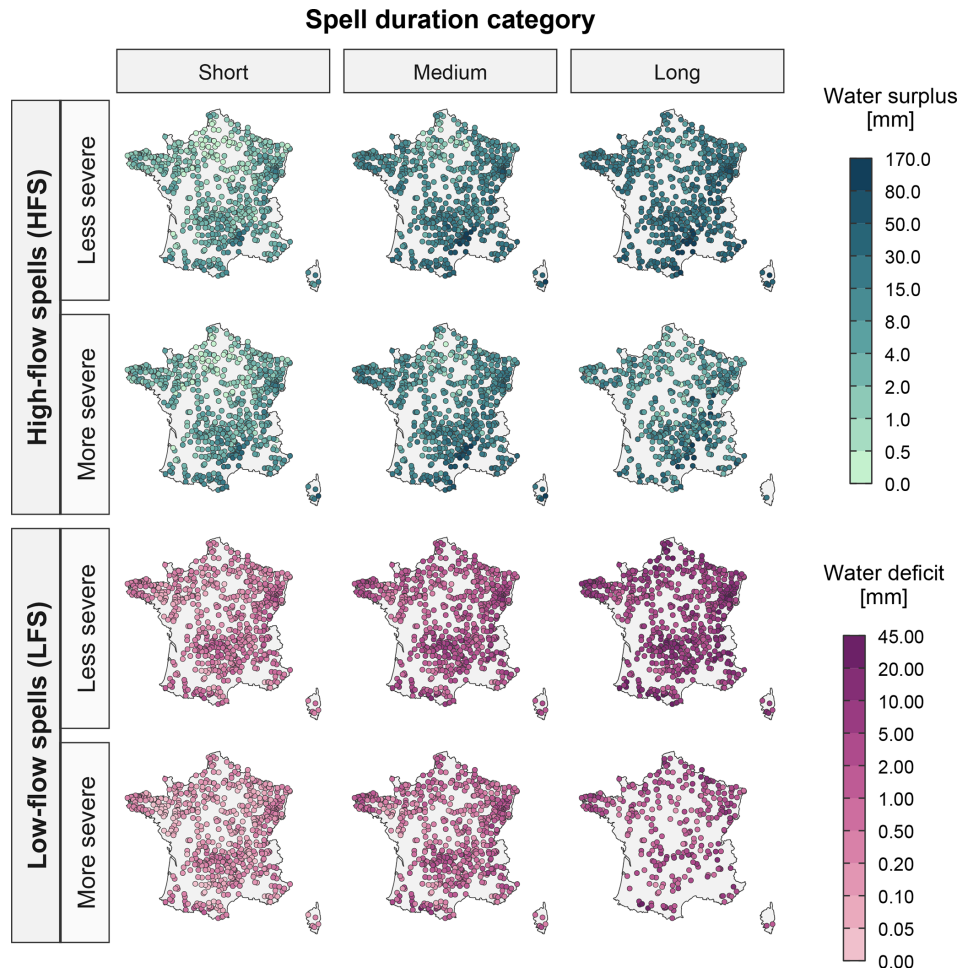 Spell duration category
Short
Medium
Long
High-flow spells (HFS)
Less severe
More severe
Low-flow spells (LFS)
Less severe
More severe
Water surplus
[mm]
170.0
80.0
50.0
30.0
15.0
8.0
4.0
2.0
1.0
0.5
0.0
Water deficit
[mm]
45.00
20.00
10.00
5.00
2.00
1.00
0.50
0.20
0.10
0.05
0.00